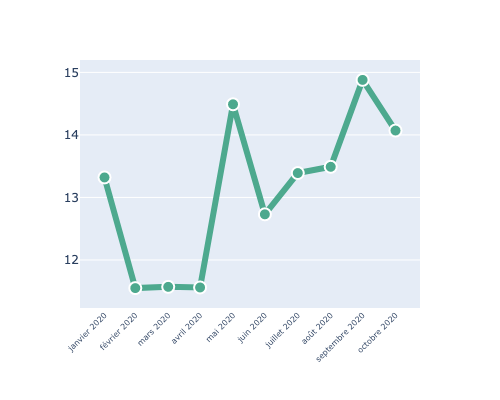 15
14
13
12
janvier 2020
février 2020
mars 2020
avril 2020
mai 2020
juin 2020
juillet 2020
août 2020
septembre 2020
octobre 2020